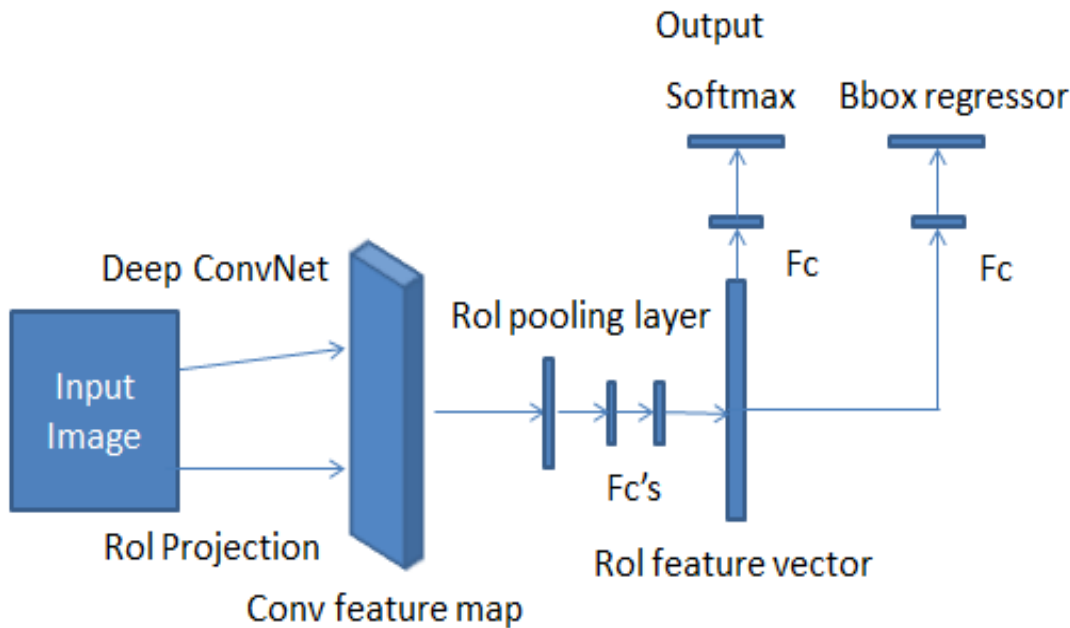 Output
Softmax
Bbox regressor
Deep ConvNet
Fc
Fc
RoI pooling layer
Input
Image
Fc's
RoI Projection
RoI feature vector
Conv feature map